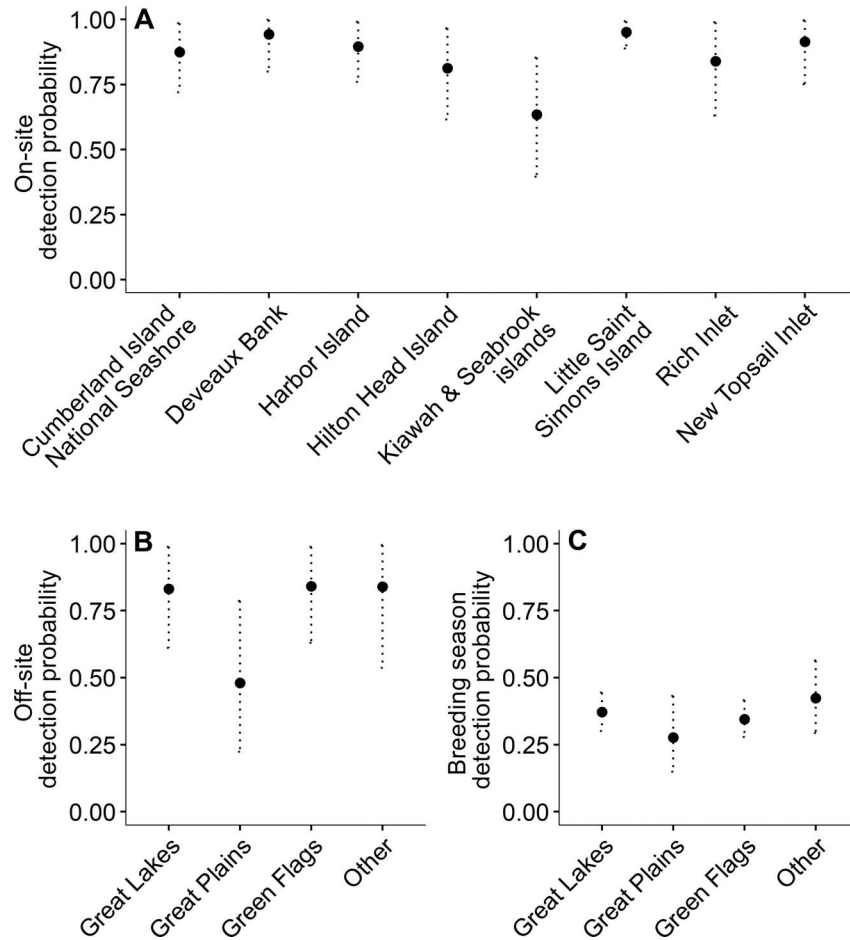 A
On-site
detection probability
1.00
0.75
0.50
0.25
0.00
Cumberland Island
National Seashore
Deveaux Bank
Harbor Island
Hilton Head Island
Kiawah & Seabrook
islands
Little Saint
Simons Island
Rich Inlet
New Topsail Inlet
B
Off-site
detection probability
1.00
0.75
0.50
0.25
0.00
Great Lakes
Great Plains
Green Flags
Other
C
Breeding season
detection probability
1.00
0.75
0.50
0.25
0.00
Great Lakes
Great Plains
Green Flags
Other